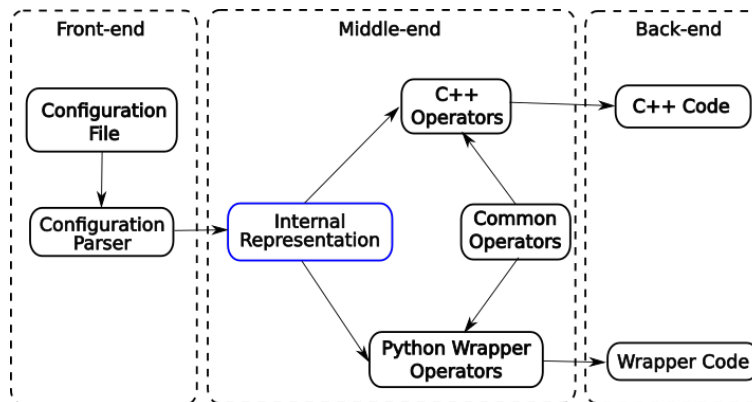 Front-end
Middle-end
Back-end
Configuration
File
Configuration
Parser
Internal
Representation
C++
Operators
Common
Operators
Python Wrapper
Operators
C++ Code
Wrapper Code